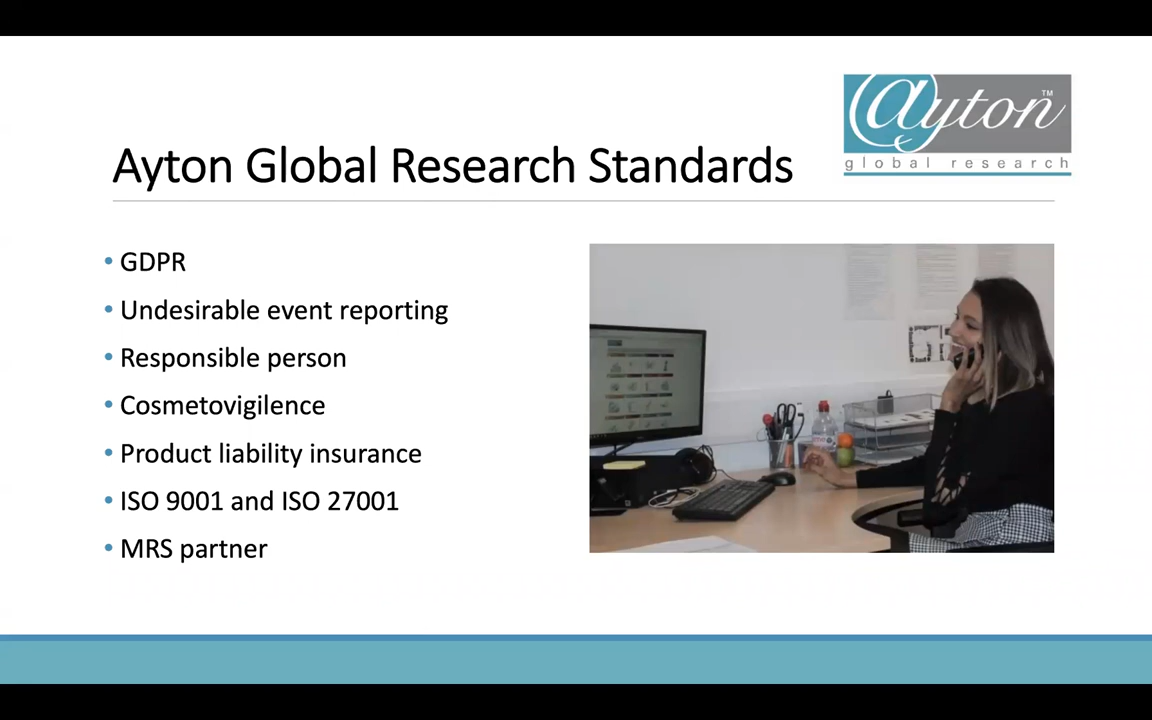 Ayton Global Research Standards
@yton™
global research
• GDPR
• Undesirable event reporting
• Responsible person
• Cosmetovigilence
• Product liability insurance
• ISO 9001 and ISO 27001
• MRS partner